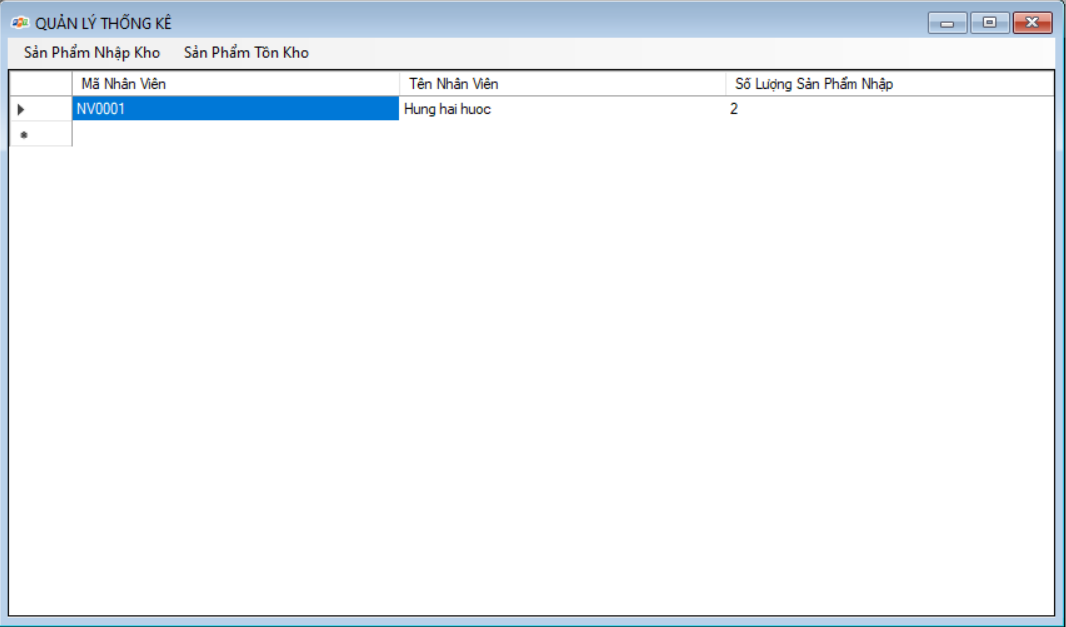 QUẢN LÝ THỐNG KÊ
Sản Phẩm Nhập Kho Sản Phẩm Tồn Kho
Mã Nhân Viên Tên Nhân Viên Số Lượng Sản Phẩm Nhập
NV0001 Hung hai huoc 2